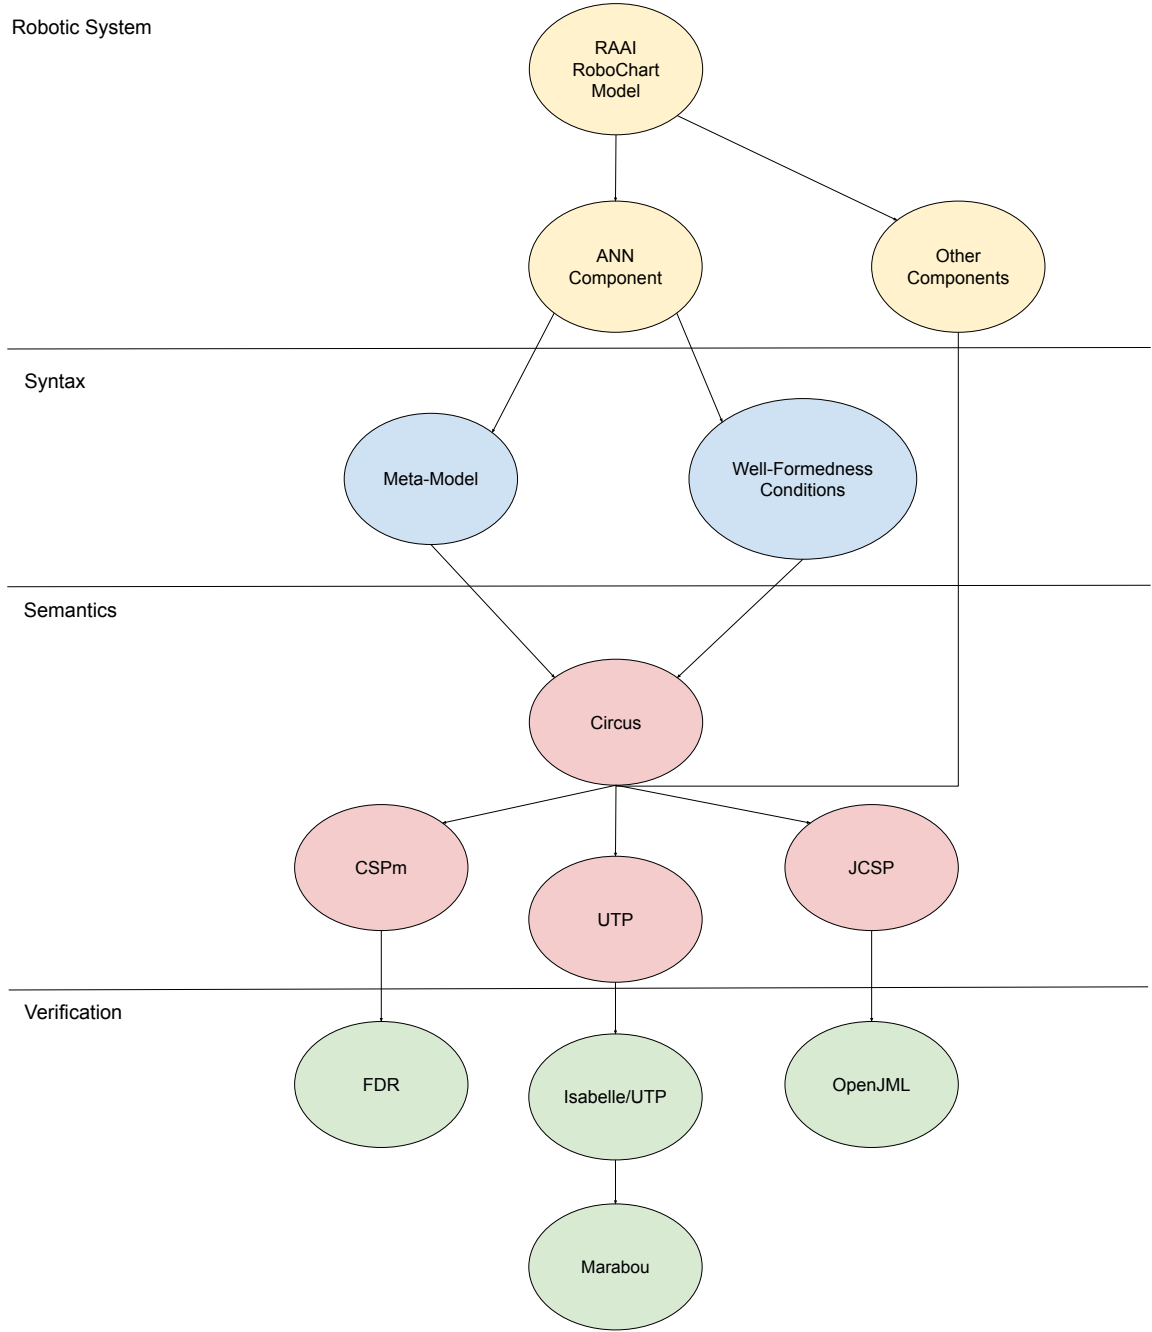 Robotic System
RAAI
RoboChart
Model
ANN
Component
Other
Components
Syntax
Meta-Model
Well-Formedness
Conditions
Semantics
Circus
CSPm
UTP
JCSP
Verification
FDR
Isabelle/UTP
OpenJML
Marabou